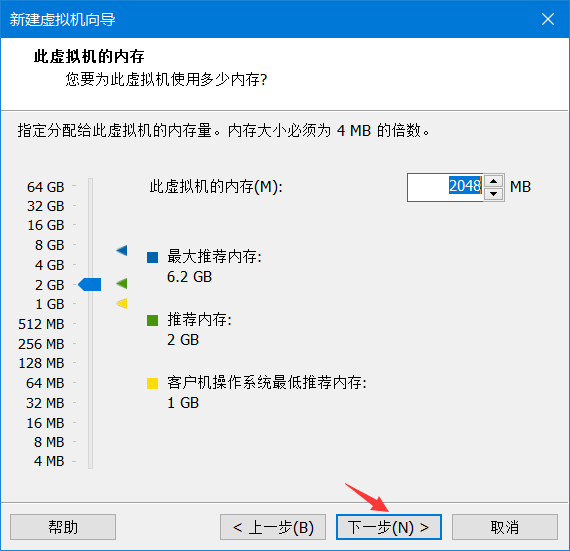 新建虚拟机向导
此虚拟机的内存
您要为此虚拟机使用多少内存?
指定分配给此虚拟机的内存量。内存大小必须为 4 MB 的倍数。
此虚拟机的内存(M):
2048
MB
64 GB
32 GB
16 GB
8 GB
4 GB
2 GB
1 GB
512 MB
256 MB
128 MB
64 MB
32 MB
16 MB
8 MB
4 MB
最大推荐内存:
6.2 GB
推荐内存:
2 GB
客户机操作系统最低推荐内存:
1 GB
帮助
< 上一步(B)
下一步(N) >
取消